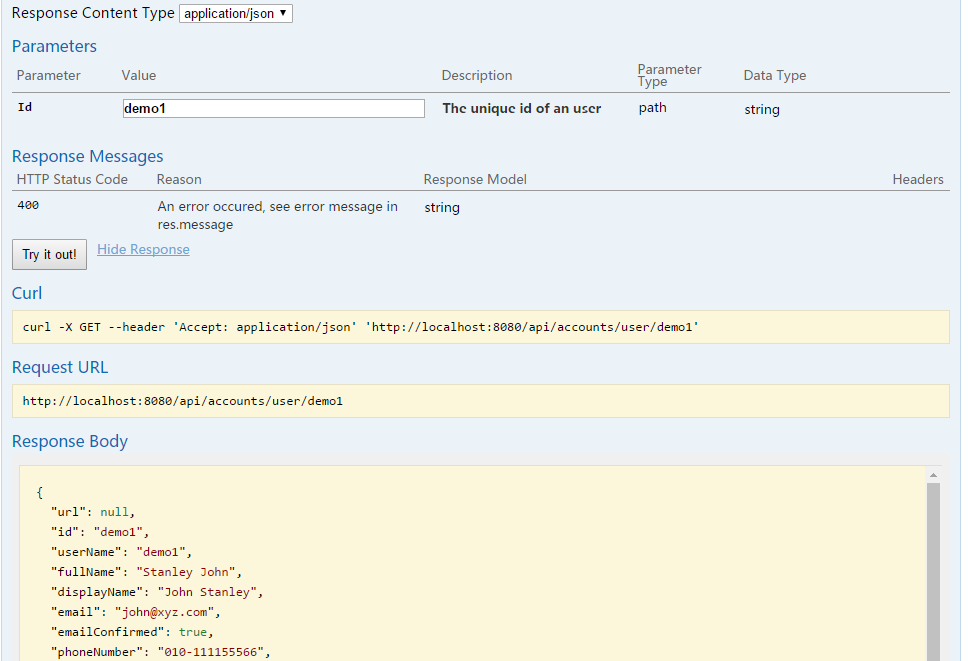 Response Content Type application/json ▼
Parameters
Parameter Value Description Parameter Type Data Type
Id demo1 The unique id of an user path string
Response Messages
HTTP Status Code Reason Response Model Headers
400 An error occured, see error message in string
res.message
Try it out! Hide Response
Curl
curl -X GET --header 'Accept: application/json' 'http://localhost:8080/api/accounts/user/demo1'
Request URL
http://localhost:8080/api/accounts/user/demo1
Response Body
{
"url": null,
"id": "demo1",
"userName": "demo1",
"fullName": "Stanley John",
"displayName": "John Stanley",
"email": "john@xyz.com",
"emailConfirmed": true,
"phoneNumber": "010-111155566",